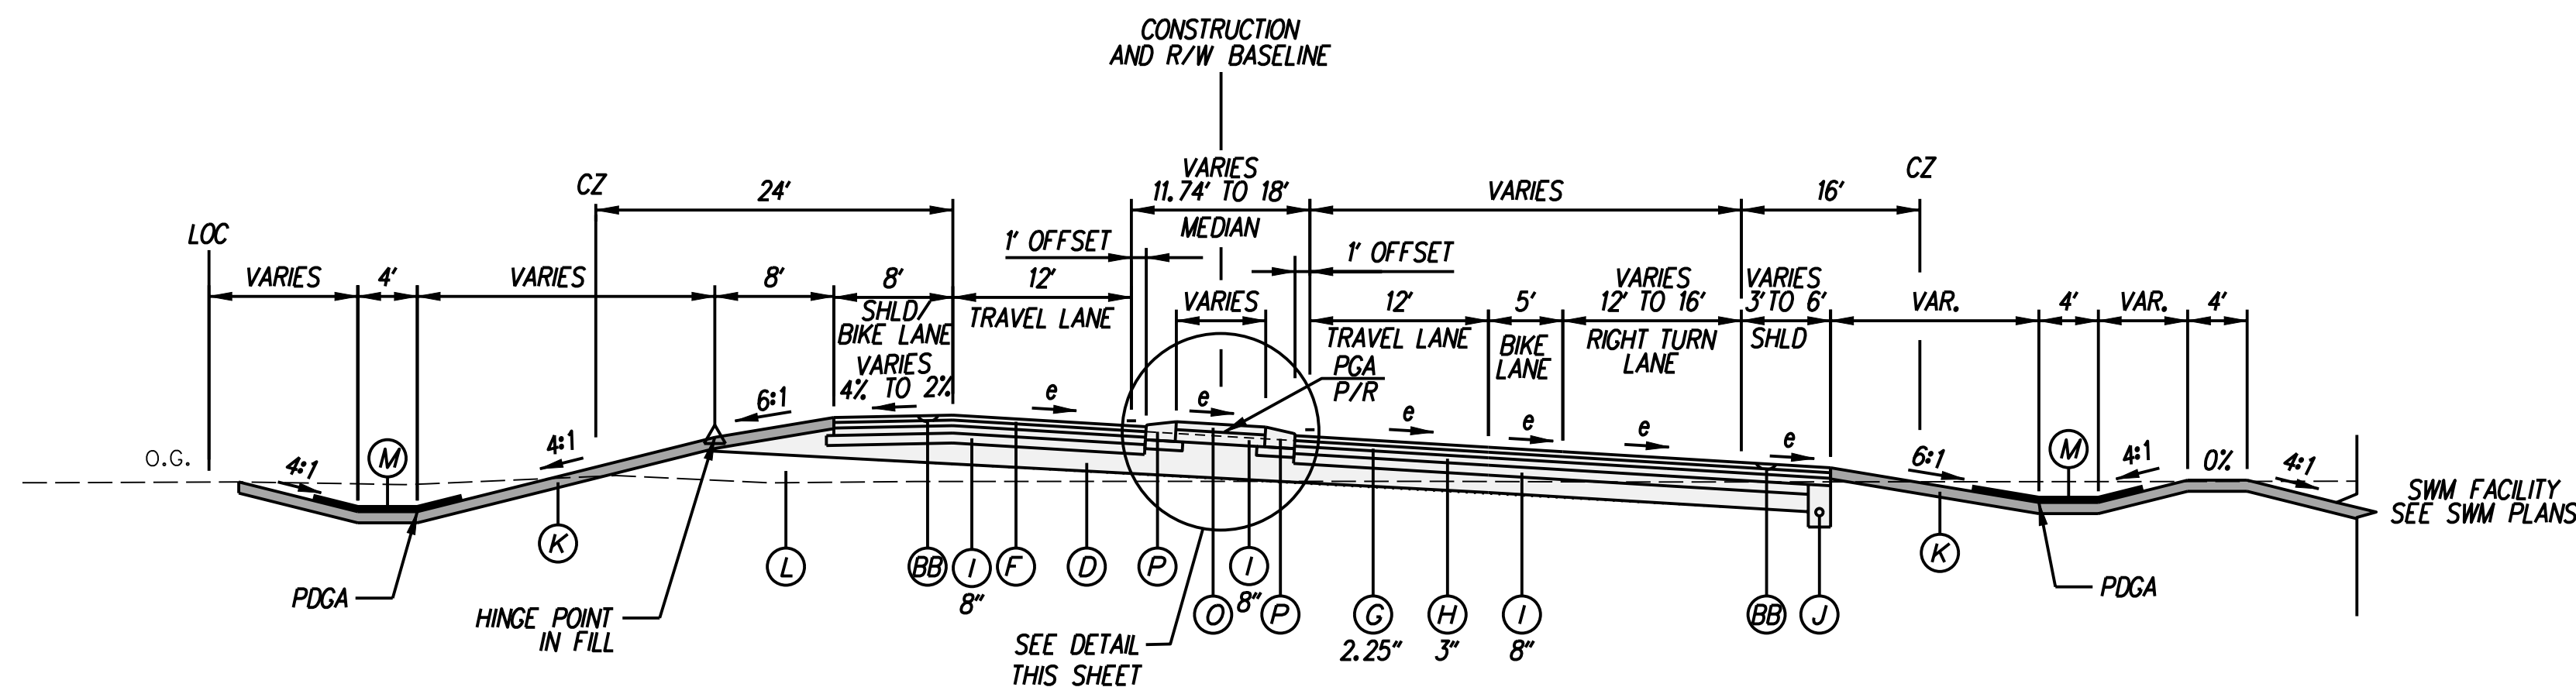 CONSTRUCTION
AND R/W BASELINE
VARIES
11.74' TO 18'
MEDIAN
CZ
24'
VARIES
16'
CZ
LOC
1' OFFSET
1' OFFSET
VARIES
4'
VARIES
8'
8'
SHLD/
BIKE LANE
VARIES
4% TO 2%
12'
TRAVEL LANE
VARIES
12'
TRAVEL LANE
5'
BIKE
LANE
VARIES
12' TO 16'
RIGHT TURN
LANE
VARIES
3' TO 6'
SHLD
VAR.
4'
VAR.
4'
PGA
P/R
6:1
e
e
e
e
e
e
O.G.
4:1
M
4:1
6:1
M
4:1
0%
4:1
SWM FACILITY
SEE SWM PLANS
K
L
BB
I
8"
F
D
P
O
I
8"
P
G
2.25"
H
3"
I
8"
BB
J
K
PDGA
HINGE POINT
IN FILL
SEE DETAIL
THIS SHEET
PDGA